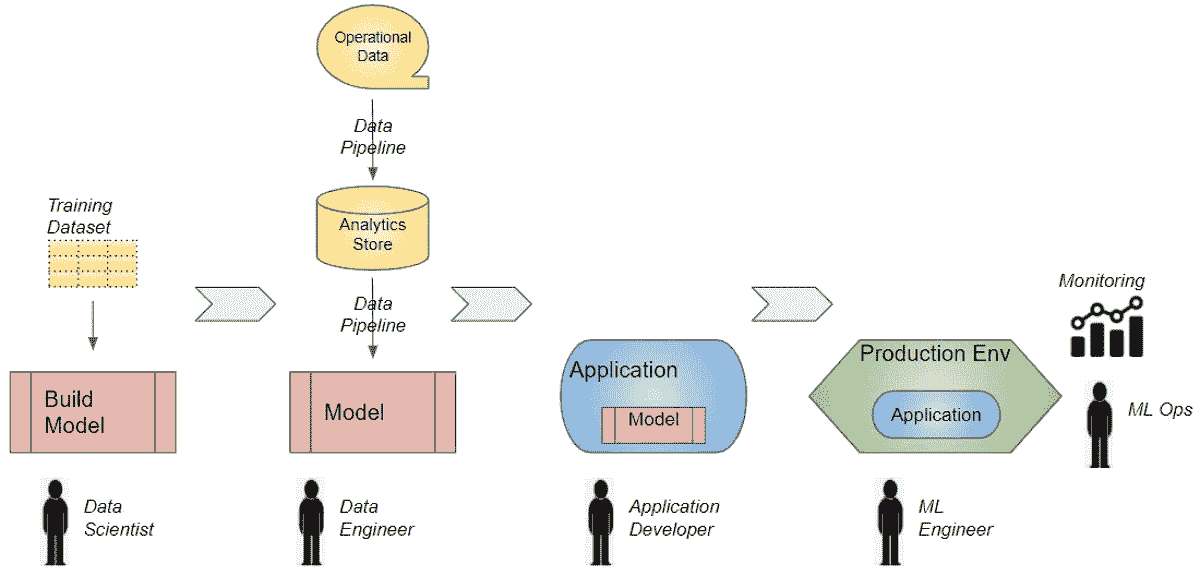 Operational
Data
Data
Pipeline
Training
Dataset
Analytics
Store
Data
Pipeline
Monitoring
Build
Model
Model
Application
Model
Production Env
Application
ML Ops
Data
Scientist
Data
Engineer
Application
Developer
ML
Engineer